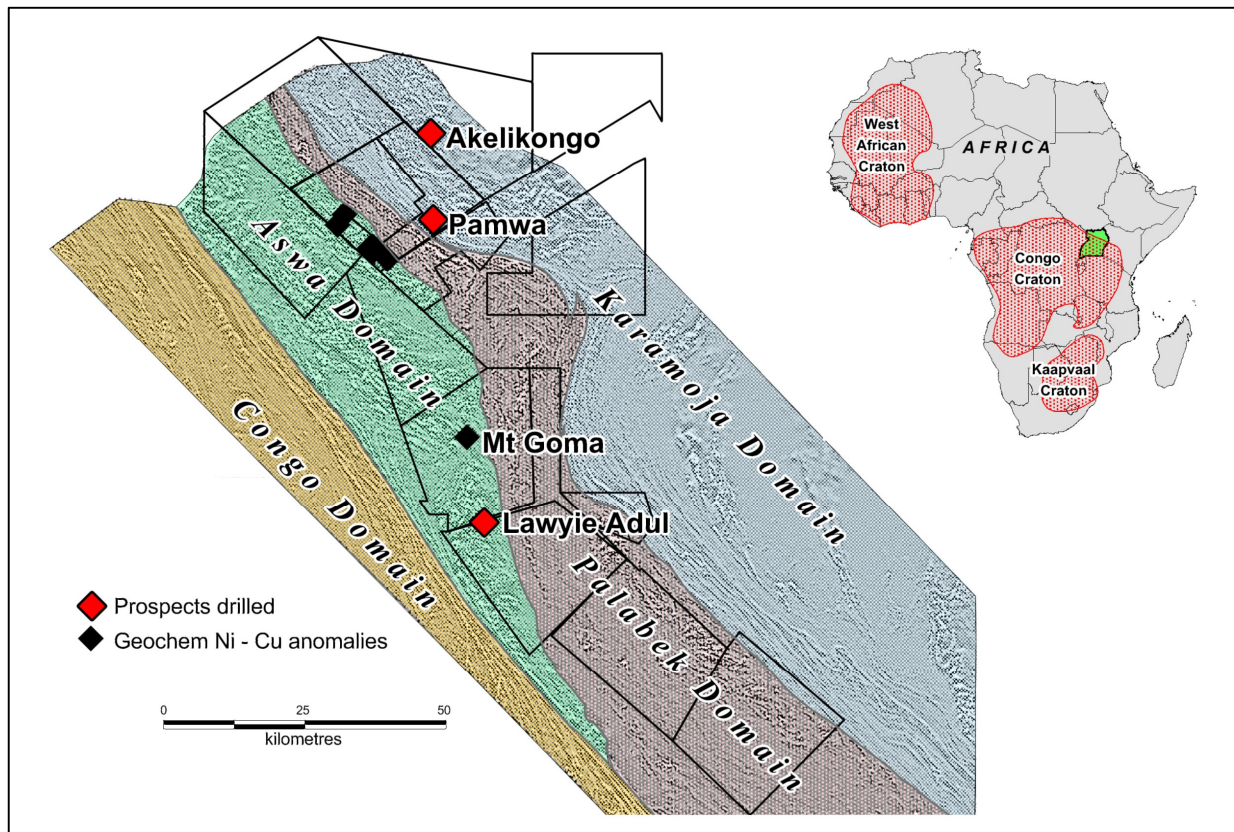 Akelikongo
Pamwa
Aswa Domain
Karamoja Domain
Congo Domain
Mt Goma
Lawyie Adul
Palabek Domain
Prospects drilled
Geochem Ni - Cu anomalies
0 25 50
kilometres
West
African
Craton
AFRICA
Congo
Craton
Kaapvaal
Craton